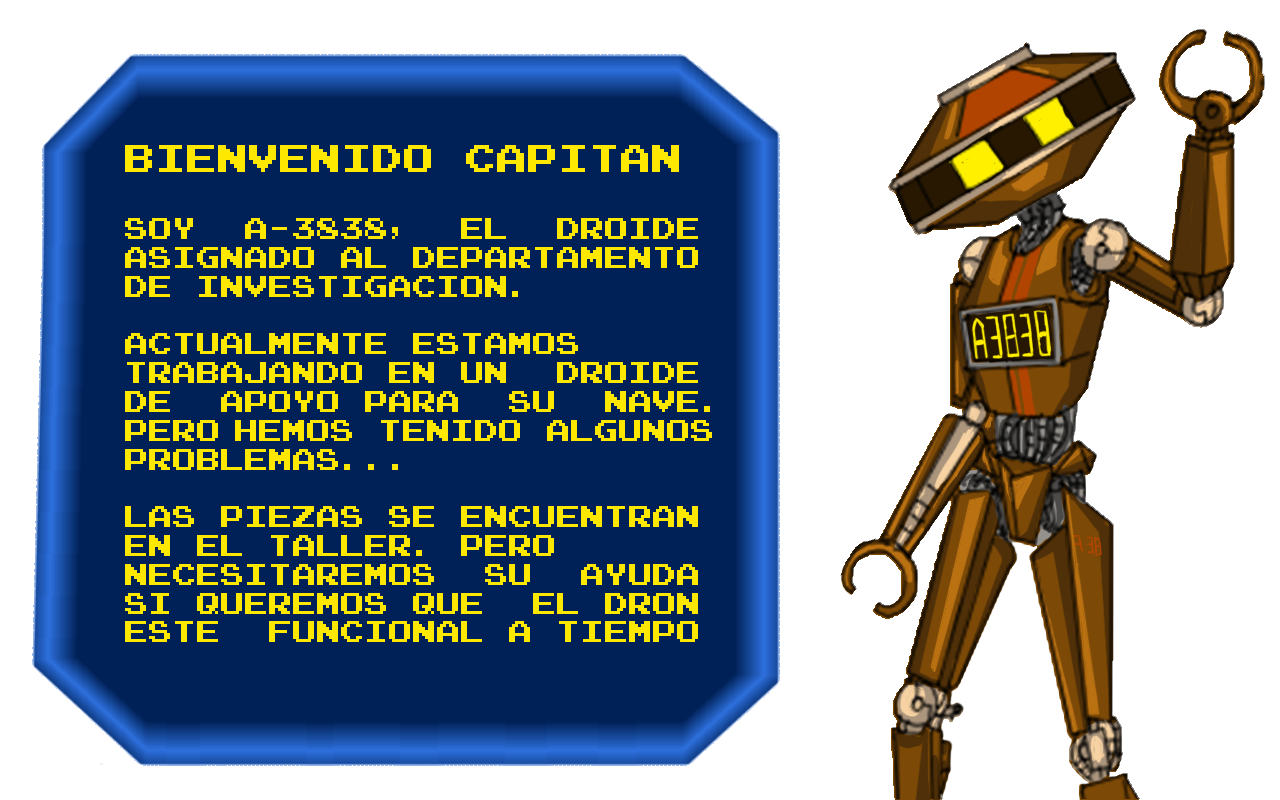 BIENVENIDO CAPITAN
SOY A-3838, EL DROIDE
ASIGNADO AL DEPARTAMENTO
DE INVESTIGACION.
ACTUALMENTE ESTAMOS
TRABAJANDO EN UN DROIDE
DE APOYO PARA SU NAVE.
PERO HEMOS TENIDO ALGUNOS
PROBLEMAS...
LAS PIEZAS SE ENCUENTRAN
EN EL TALLER. PERO
NECESITAREMOS SU AYUDA
SI QUEREMOS QUE EL DRON
ESTE FUNCIONAL A TIEMPO
A3838